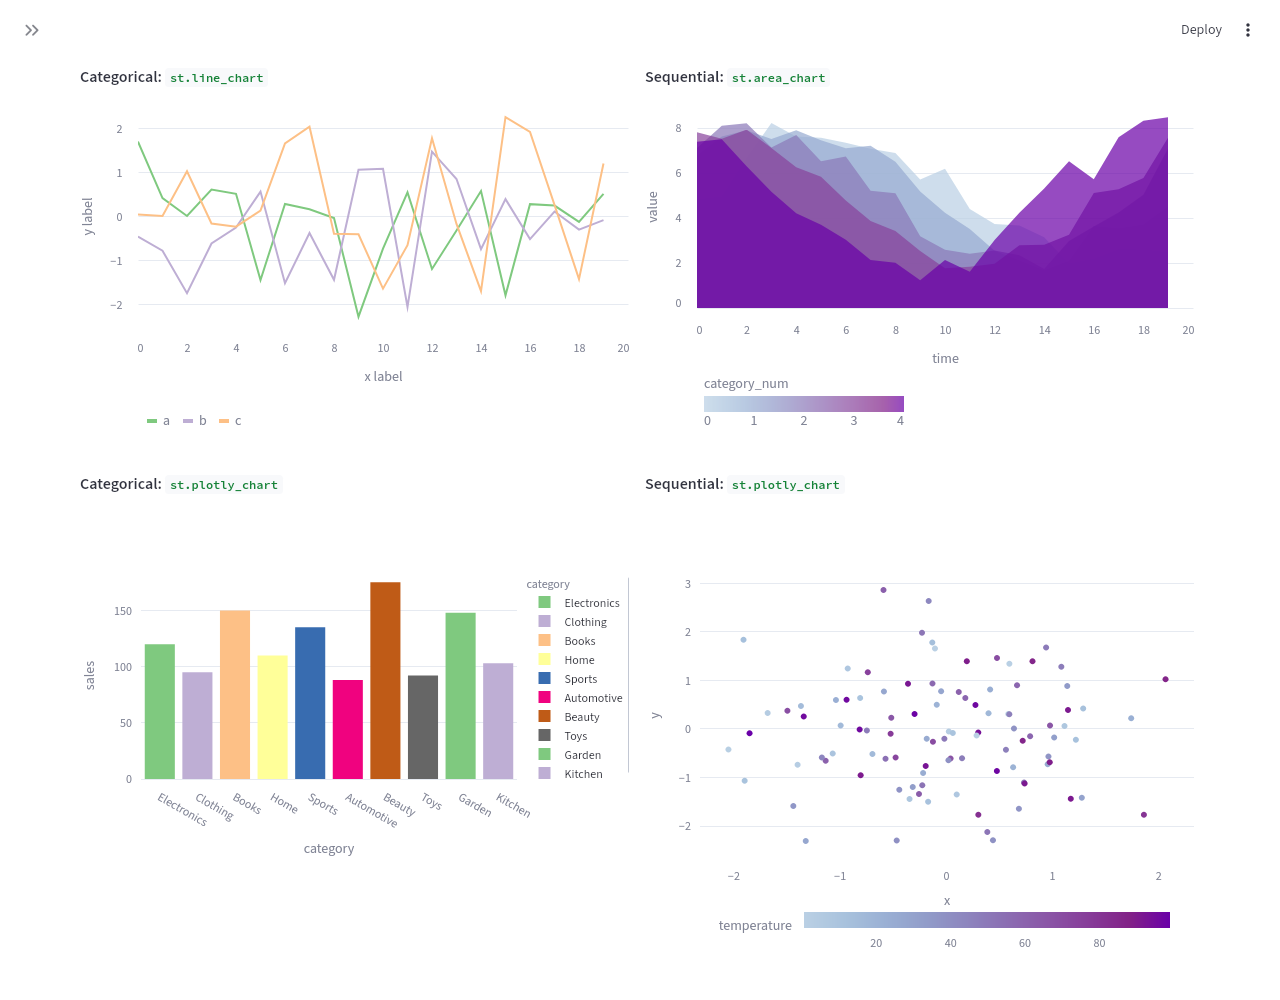 Deploy
Categorical: st.line_chart
2
1
0
−1
−2
y label
0 2 4 6 8 10 12 14 16 18 20
x label
a b c
Sequential: st.area_chart
8
6
4
2
0
value
0 2 4 6 8 10 12 14 16 18 20
time
category_num
0 1 2 3 4
Categorical: st.plotly_chart
150
100
50
0
sales
Electronics Clothing Books Home Sports Automotive Beauty Toys Garden Kitchen
category
category
Electronics
Clothing
Books
Home
Sports
Automotive
Beauty
Toys
Garden
Kitchen
Sequential: st.plotly_chart
3
2
1
0
−1
−2
y
−2 −1 0 1 2
x
temperature
20 40 60 80